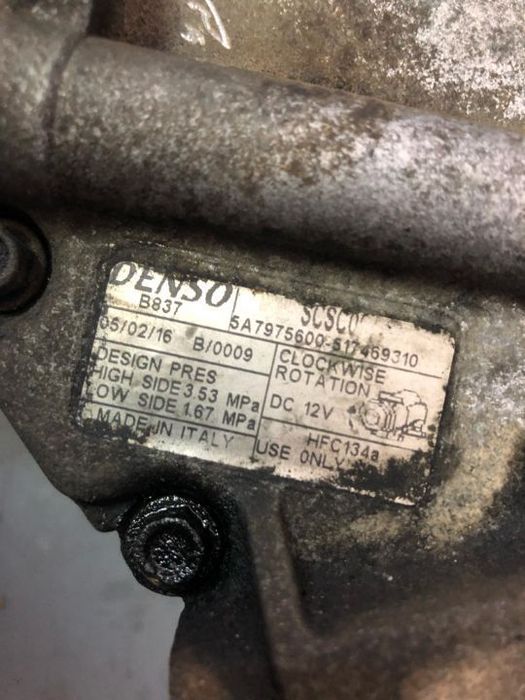 DENSO
B837
5A7975600-517469310
05/02/16 B/0009
DESIGN PRES
HIGH SIDE 3.53 MPa
LOW SIDE 1.67 MPa
MADE IN ITALY
CLOCKWISE
ROTATION
DC 12V
HFC134a
USE ONLY